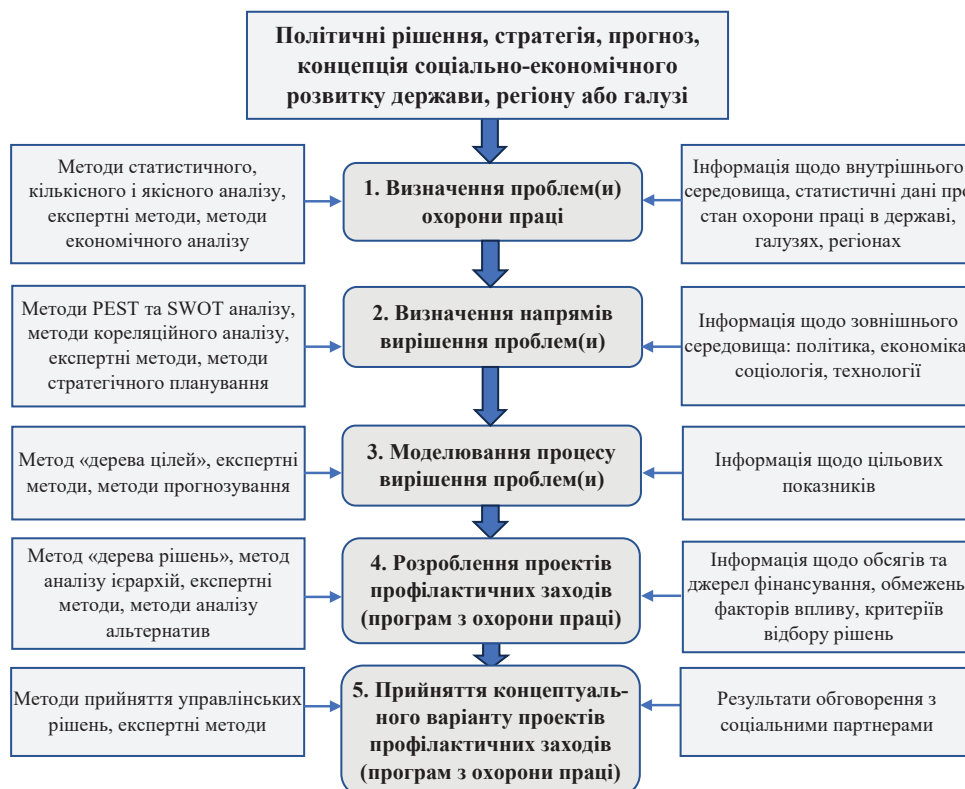 Політичні рішення, стратегія, прогноз,
концепція соціально-економічного
розвитку держави, регіону або галузі
Методи статистичного,
кількісного і якісного аналізу,
експертні методи, методи
економічного аналізу
1. Визначення проблем(и)
охорони праці
Інформація щодо внутрішнього
середовища, статистичні дані про
стан охорони праці в державі,
галузях, регіонах
Методи PEST та SWOT аналізу,
методи кореляційного аналізу,
експертні методи, методи
стратегічного планування
2. Визначення напрямів
вирішення проблем(и)
Інформація щодо зовнішнього
середовища: політика, економіка,
соціологія, технології
Метод «дерева цілей», експертні
методи, методи прогнозування
3. Моделювання процесу
вирішення проблем(и)
Інформація щодо цільових
показників
Метод «дерева рішень», метод
аналізу ієрархій, експертні
методи, методи аналізу
альтернатив
4. Розроблення проектів
профілактичних заходів
(програм з охорони праці)
Інформація щодо обсягів та
джерел фінансування, обмежень,
факторів впливу, критеріїв
відбору рішень
Методи прийняття управлінських
рішень, експертні методи
5. Прийняття концептуаль-
ного варіанту проектів
профілактичних заходів
(програм з охорони праці)
Результати обговорення з
соціальними партнерами